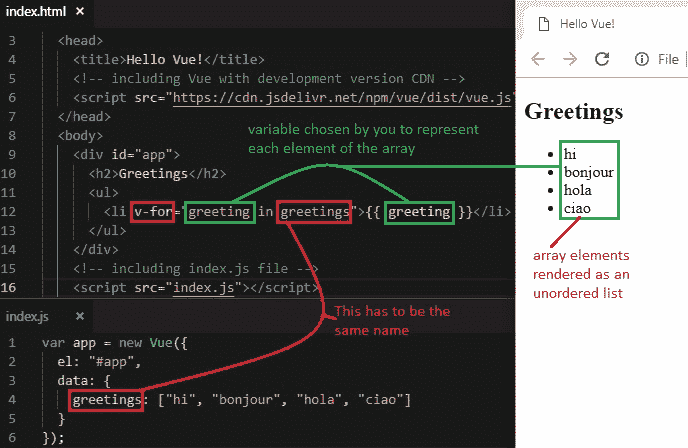 index.html ×
3 <head>
4 <title>Hello Vue!</title>
5 <!-- including Vue with development version CDN -->
6 <script src="https://cdn.jsdelivr.net/npm/vue/dist/vue.js"
7 </head>
8 <body>
9 <div id="app">
10 <h2>Greetings</h2>
11 <ul>
12 <li v-for="greeting in greetings">{{ greeting }}</li>
13 </ul>
14 </div>
15 <!-- including index.js file -->
16 <script src="index.js"></script>
variable chosen by you to represent
each element of the array
This has to be the
same name
index.js ×
1 var app = new Vue({
2 el: "#app",
3 data: {
4 greetings: ["hi", "bonjour", "hola", "ciao"]
5 }
6 });
Hello Vue!
File
Greetings
• hi
• bonjour
• hola
• ciao
array elements
rendered as an
unordered list